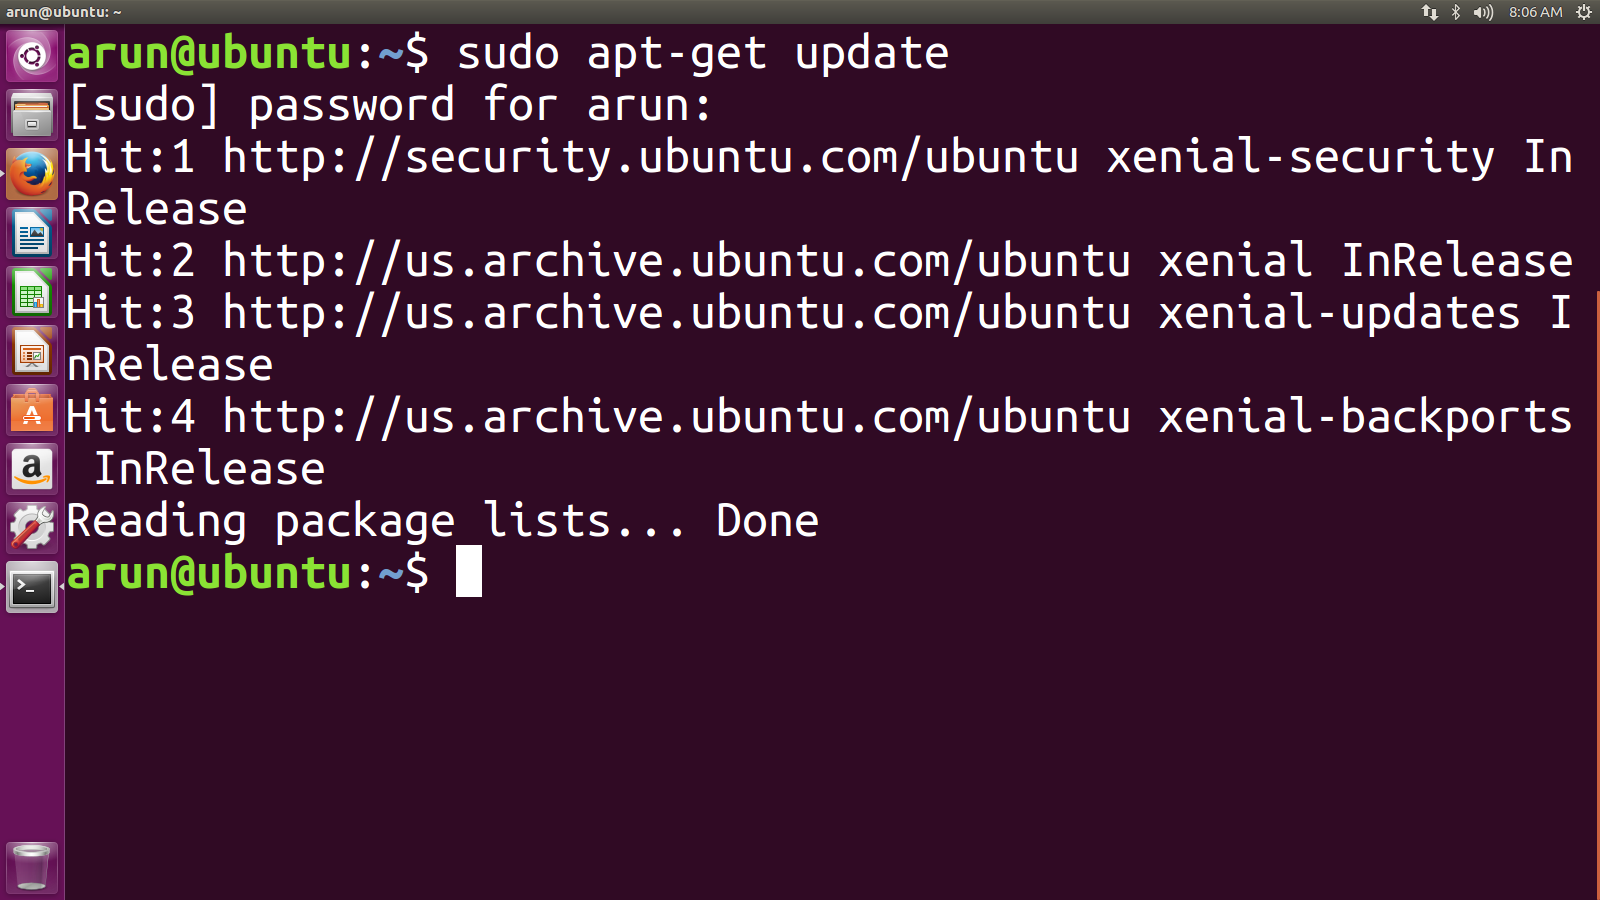 arun@ubuntu: ~
8:06 AM
arun@ubuntu:~$ sudo apt-get update
[sudo] password for arun:
Hit:1 http://security.ubuntu.com/ubuntu xenial-security In
Release
Hit:2 http://us.archive.ubuntu.com/ubuntu xenial InRelease
Hit:3 http://us.archive.ubuntu.com/ubuntu xenial-updates I
nRelease
Hit:4 http://us.archive.ubuntu.com/ubuntu xenial-backports
 InRelease
Reading package lists... Done
arun@ubuntu:~$